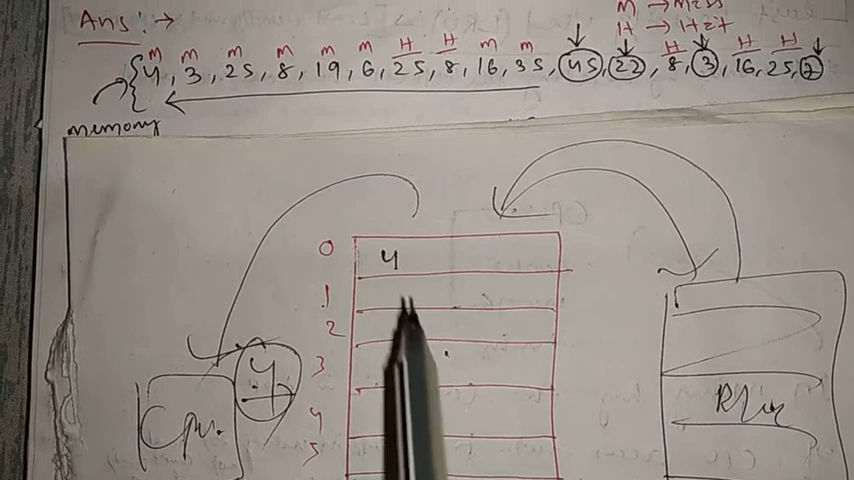 M → Miss
H → Hit
Ans :→
M M M M M M H H M M H H H
{4, 3, 25, 8, 19, 6, 25, 8, 16, 35, 45, 22, 8, 3, 16, 25, 7
memory
0 4
1
2
3
4
5
4
Cpu.